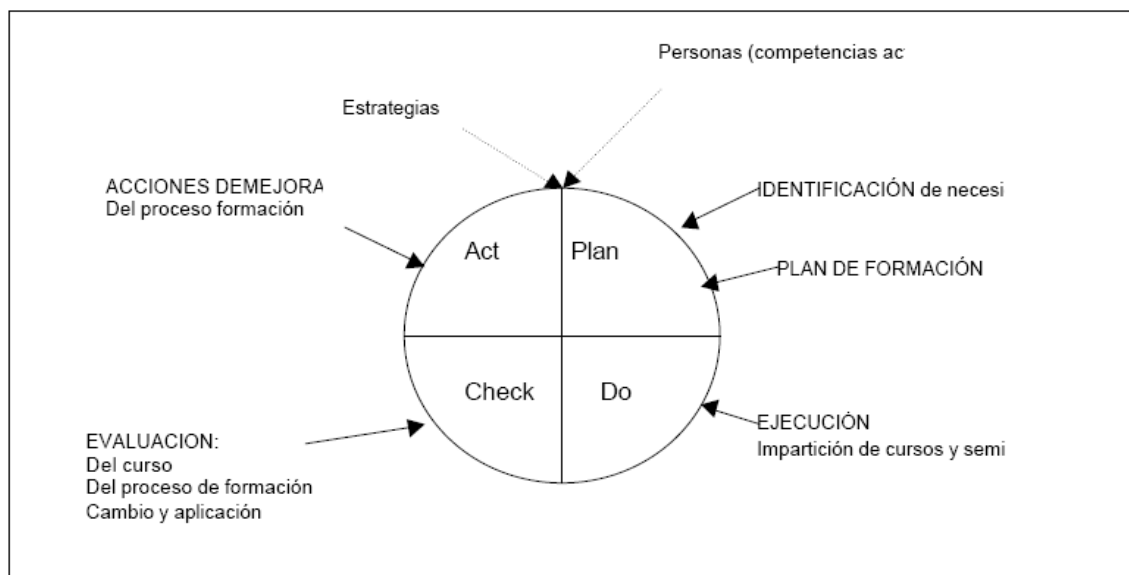 Personas (competencias ac
Estrategias
ACCIONES DEMEJORA
Del proceso formación
IDENTIFICACIÓN de necesi
Act
Plan
PLAN DE FORMACIÓN
Check
Do
EJECUCIÓN
Impartición de cursos y semi
EVALUACION:
Del curso
Del proceso de formación
Cambio y aplicación